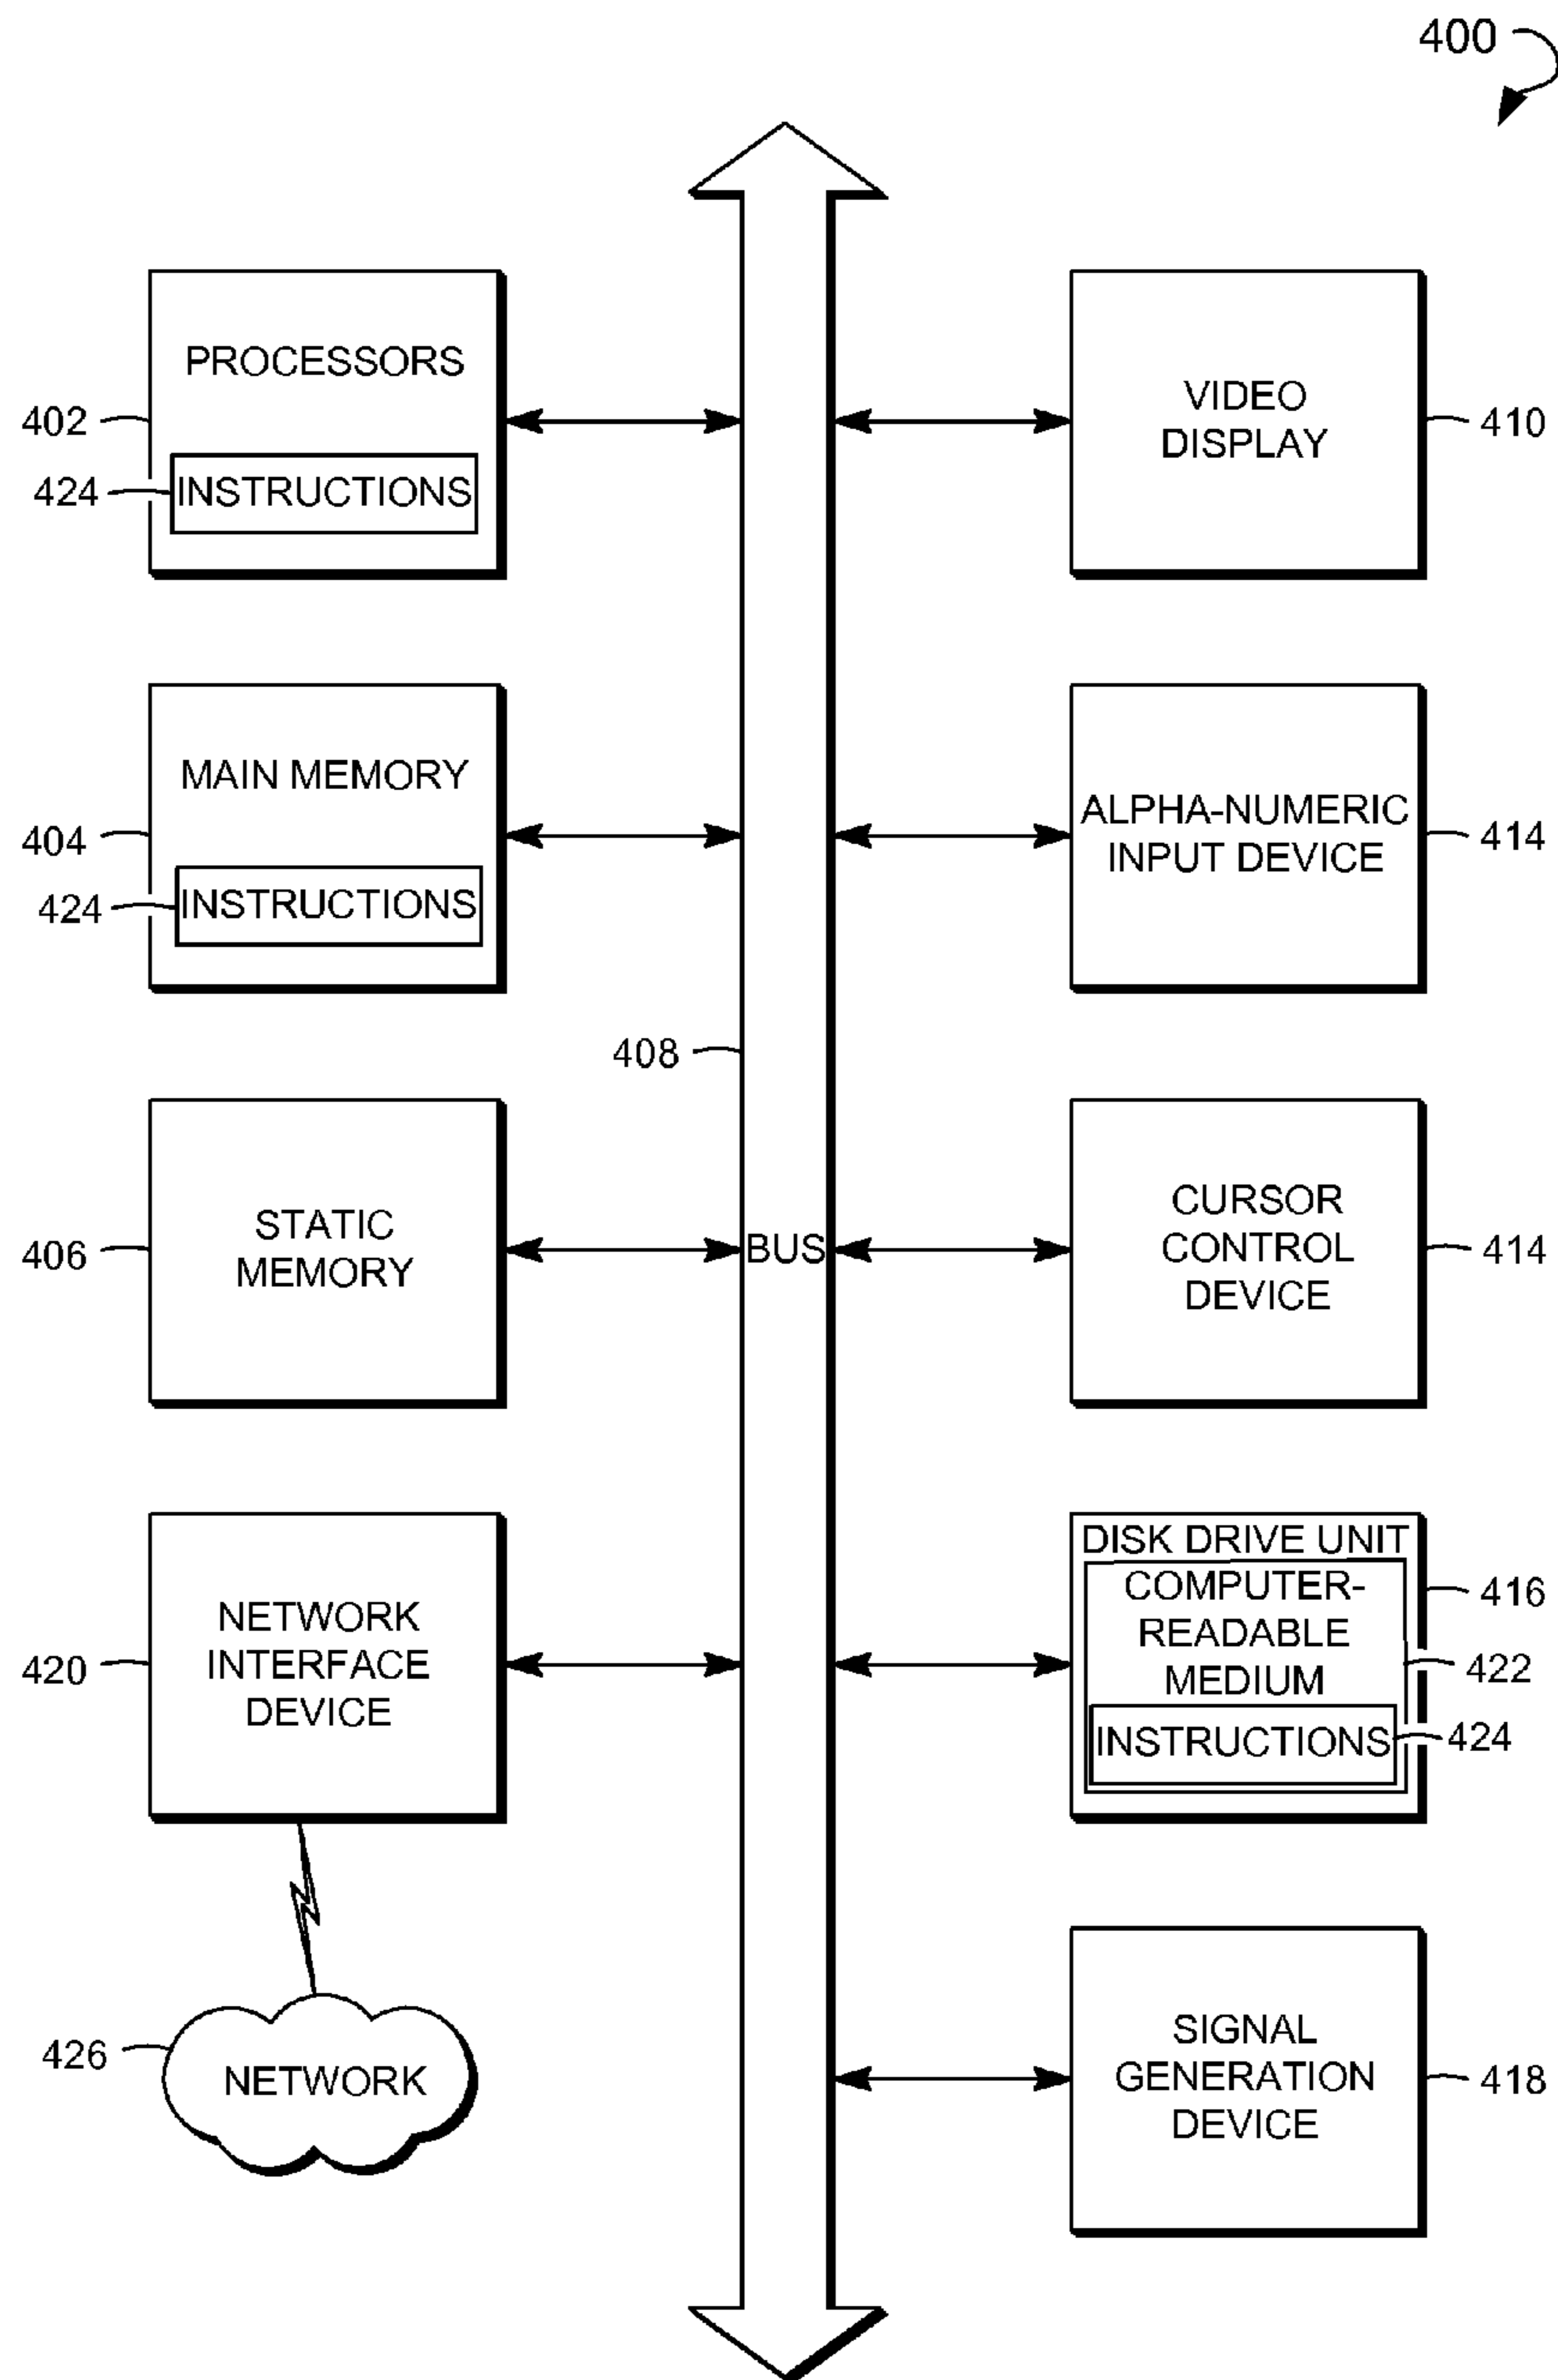 400
PROCESSORS
402
424
INSTRUCTIONS
VIDEO
DISPLAY
410
MAIN MEMORY
404
424
INSTRUCTIONS
ALPHA-NUMERIC
INPUT DEVICE
414
408
STATIC
MEMORY
406
BUS
CURSOR
CONTROL
DEVICE
414
NETWORK
INTERFACE
DEVICE
420
DISK DRIVE UNIT
COMPUTER-
READABLE
MEDIUM
INSTRUCTIONS
416
422
424
426
NETWORK
SIGNAL
GENERATION
DEVICE
418